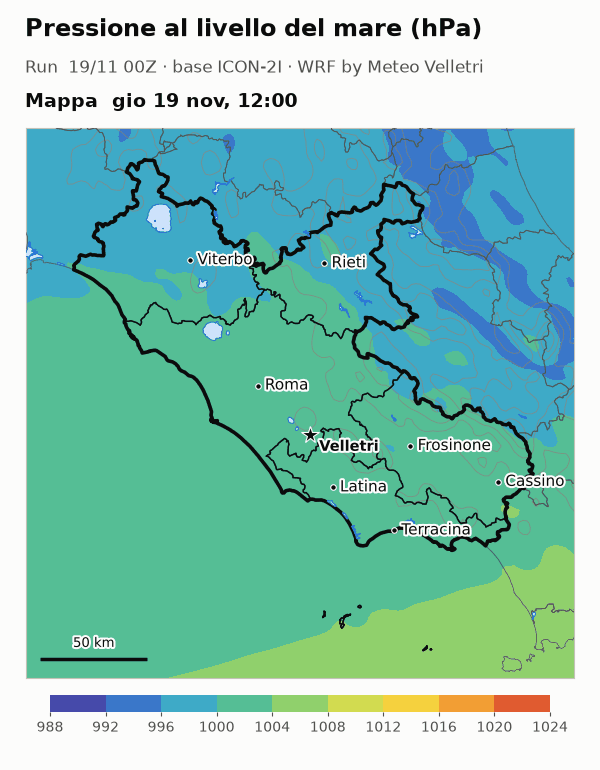 Pressione al livello del mare (hPa)
Run 19/11 00Z · base ICON-2I · WRF by Meteo Velletri
Mappa gio 19 nov, 12:00
Viterbo
Rieti
Roma
Velletri
Frosinone
Cassino
Latina
Terracina
50 km
988 992 996 1000 1004 1008 1012 1016 1020 1024